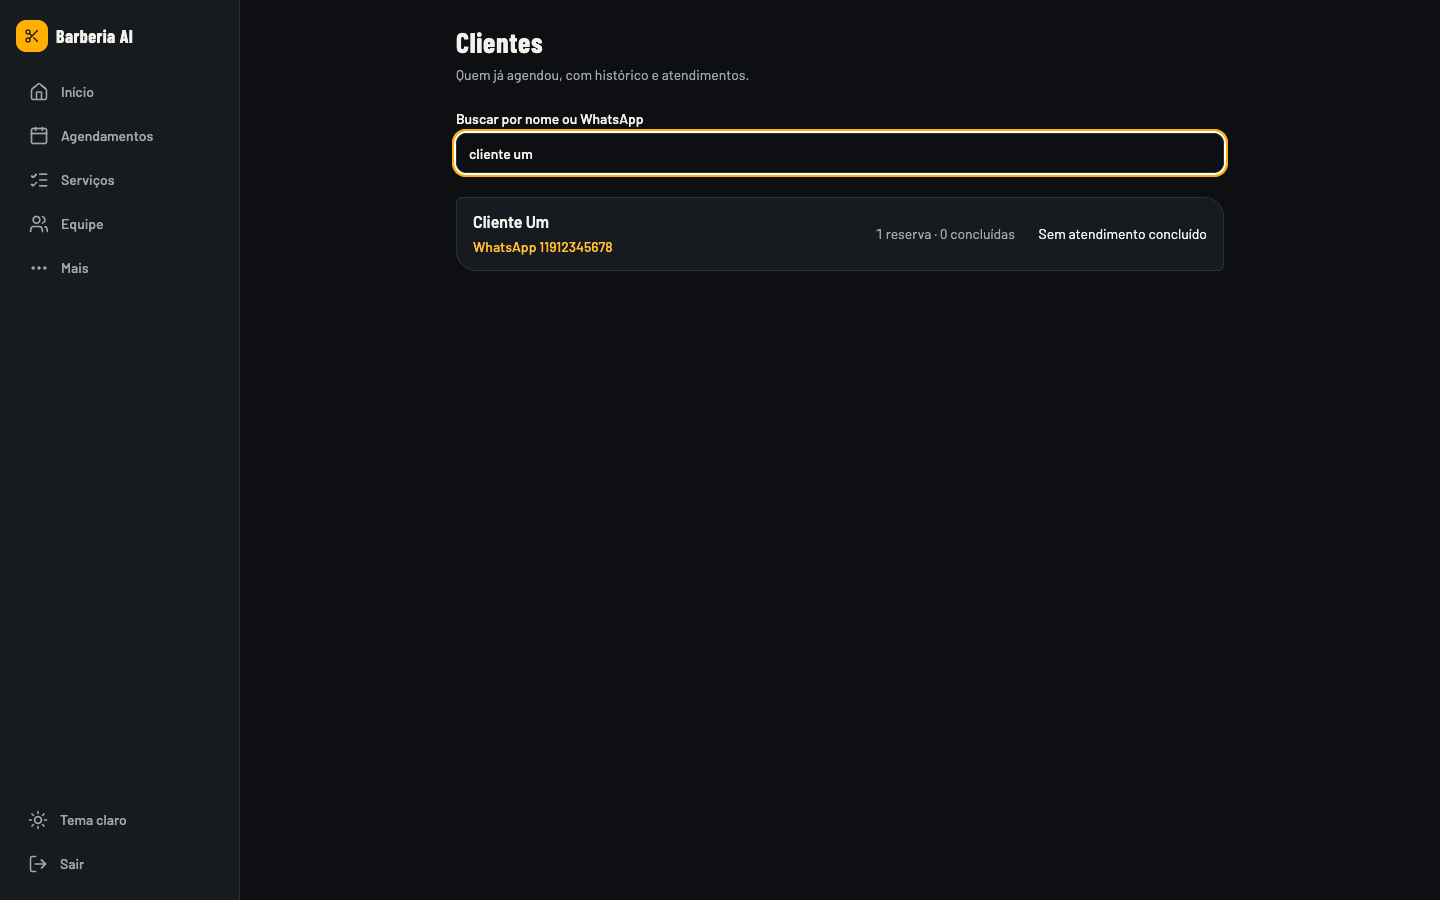 Barberia AI
Início
Agendamentos
Serviços
Equipe
Mais
Tema claro
Sair
Clientes
Quem já agendou, com histórico e atendimentos.
Buscar por nome ou WhatsApp
cliente um
Cliente Um
WhatsApp 11912345678
1 reserva · 0 concluídas
Sem atendimento concluído